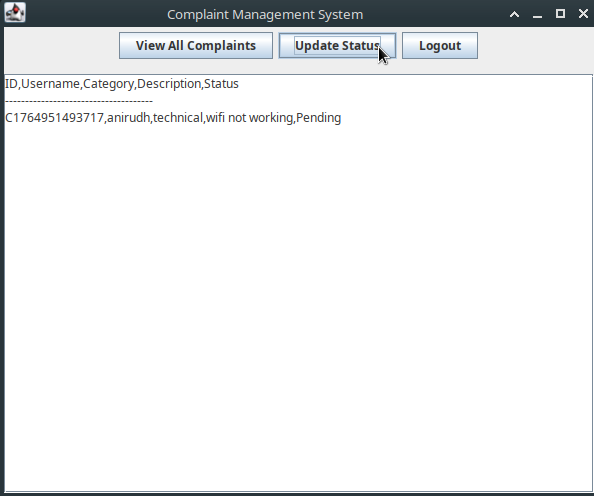 Complaint Management System
View All Complaints Update Status Logout
ID,Username,Category,Description,Status
-------------------------------------
C1764951493717,anirudh,technical,wifi not working,Pending